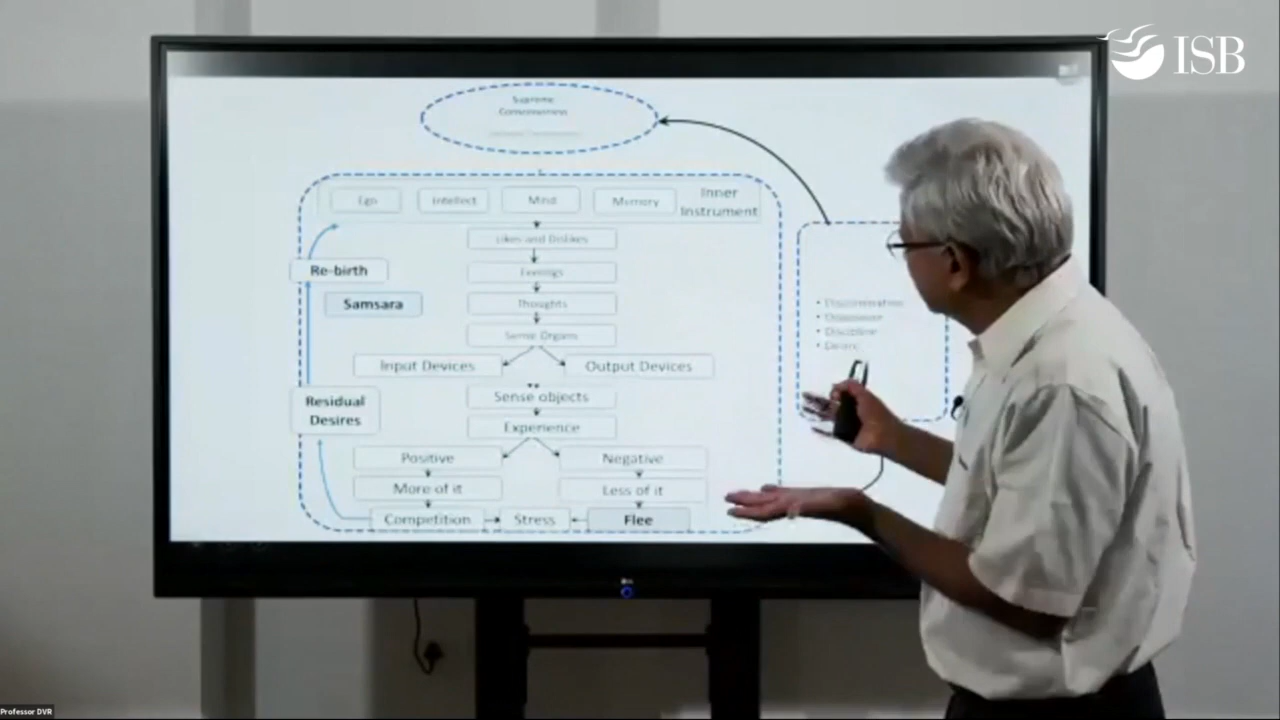 ISB
Supreme
Consciousness
Ego
Intellect
Mind
Memory
Inner
Instrument
Likes and Dislikes
Re-birth
Feelings
Samsara
Thoughts
Sense Organs
• Discrimination
• Dispassion
• Discipline
• Desire
Input Devices
Output Devices
Residual
Desires
Sense objects
Experience
Positive
Negative
More of it
Less of it
Competition
Stress
Flee
LG
Professor DVR